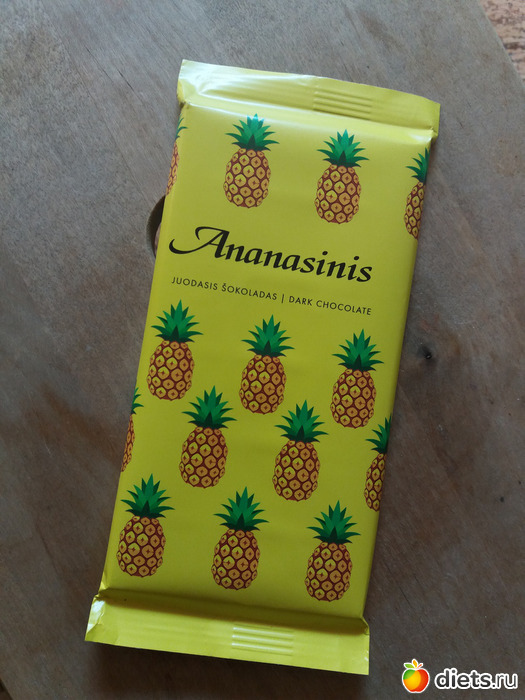 Ananasinis
JUODASIS ŠOKOLADAS | DARK CHOCOLATE
diets.ru